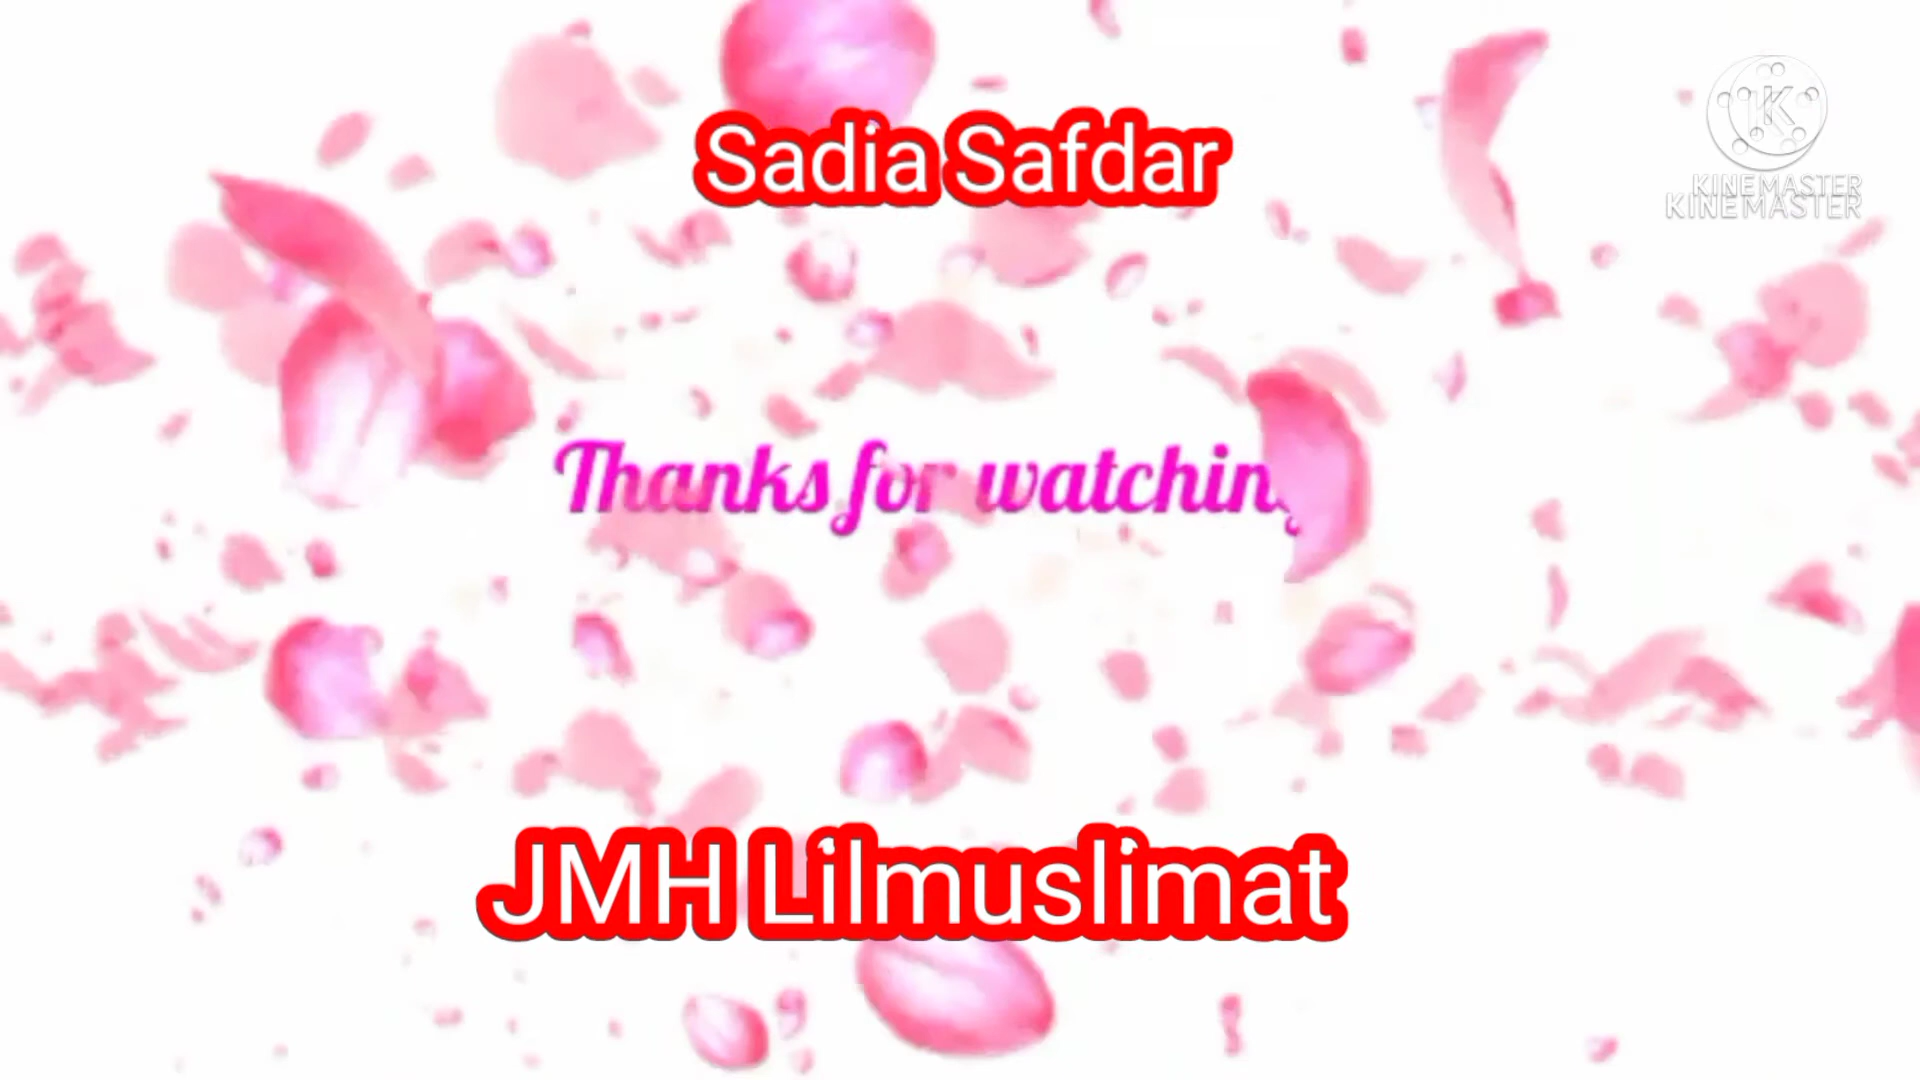 Sadia Safdar
KINEMASTER
KINEMASTER
Thanks for watching
JMH Lilmuslimat